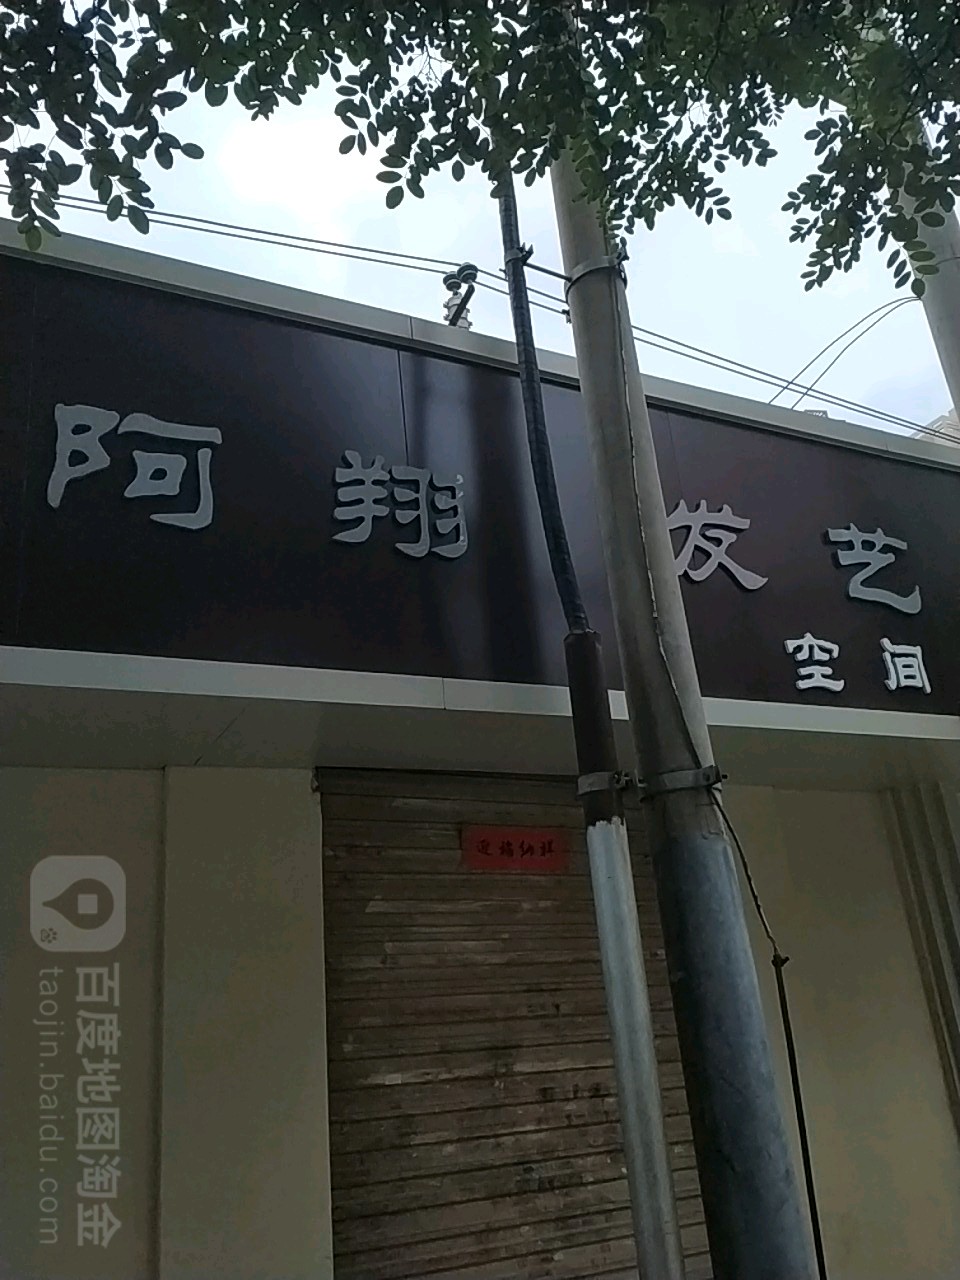 阿翔发艺
空间
迎福纳祥
百度地图淘金
taojin.baidu.com